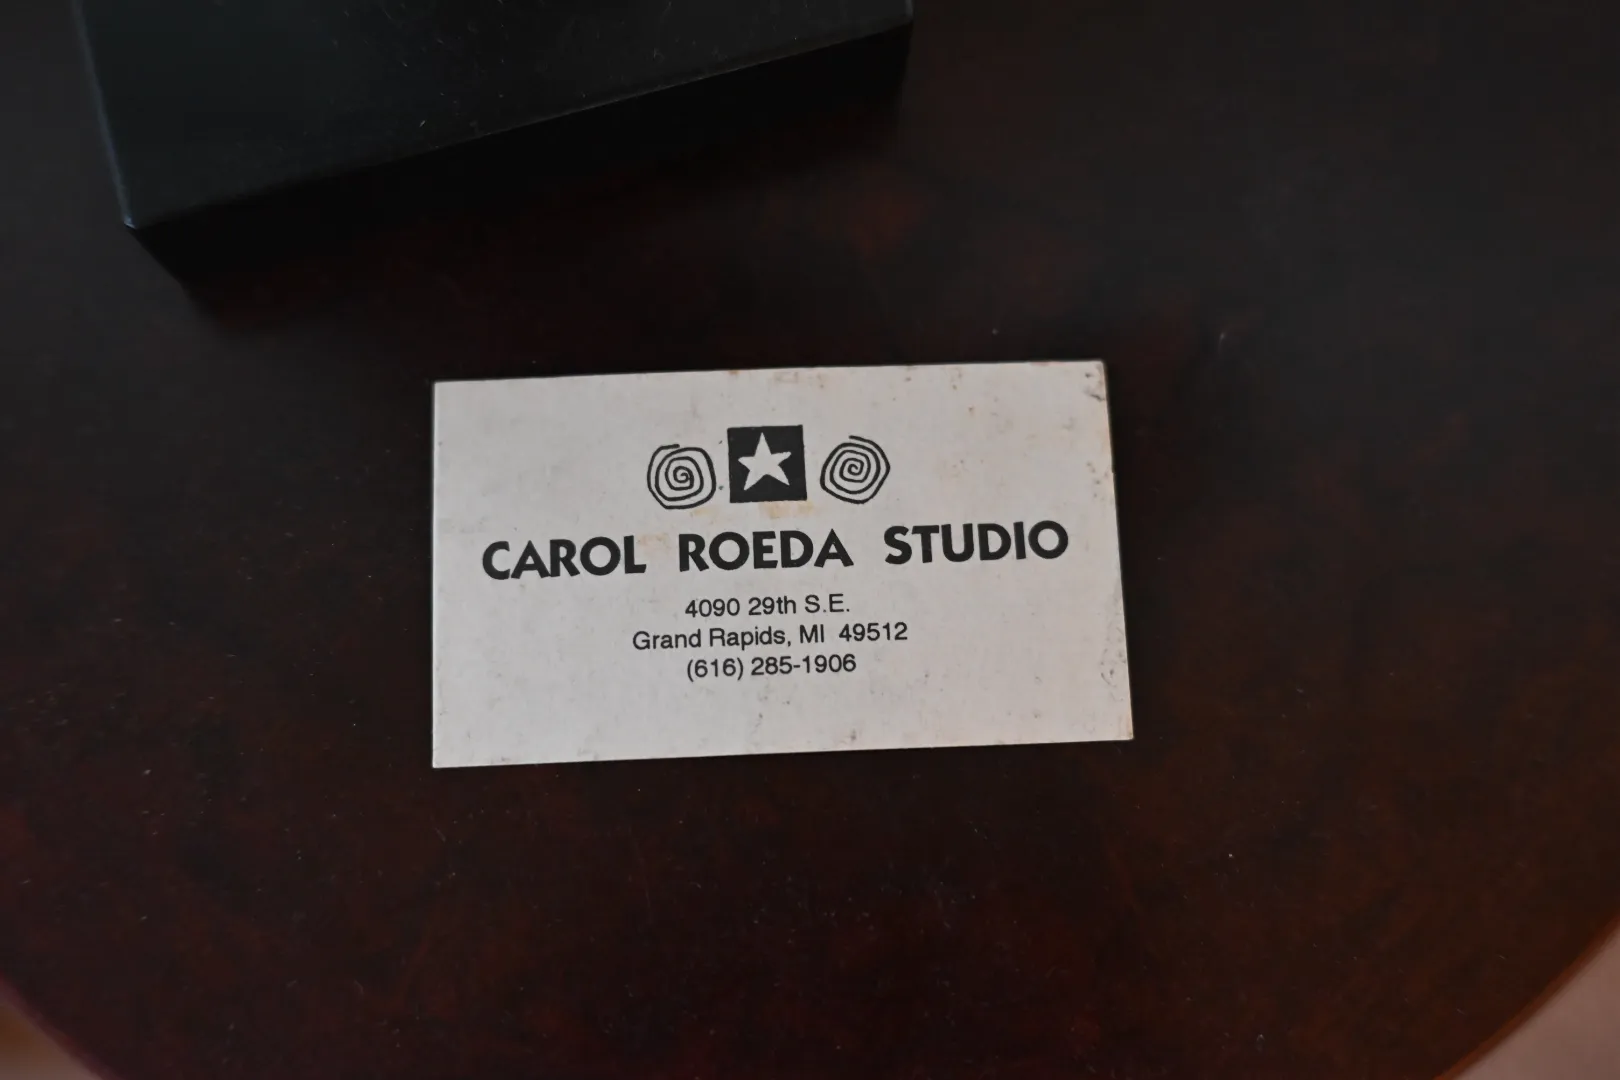 CAROL ROEDA STUDIO
4090 29th S.E.
Grand Rapids, MI 49512
(616) 285-1906